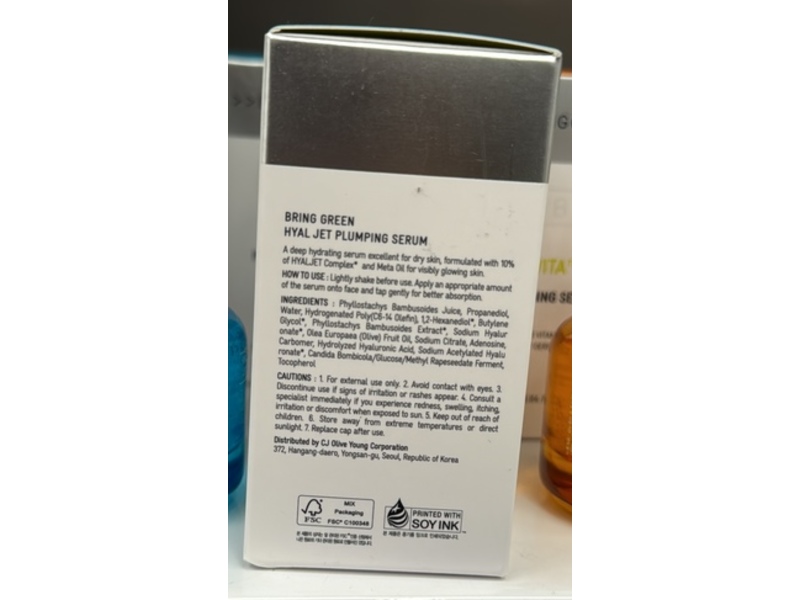 BRING GREEN
HYAL JET PLUMPING SERUM
A deep hydrating serum excellent for dry skin, formulated with 10%
of HYALJET Complex* and Meta Oil for visibly glowing skin.
HOW TO USE : Lightly shake before use. Apply an appropriate amount
of the serum onto face and tap gently for better absorption.
INGREDIENTS : Phyllostachys Bambusoides Juice, Propanediol,
Water, Hydrogenated Poly(C6-14 Olefin), 1,2-Hexanediol*, Butylene
Glycol*, Phyllostachys Bambusoides Extract*, Sodium Hyalur
onate*, Olea Europaea (Olive) Fruit Oil, Sodium Citrate, Adenosine,
Carbomer, Hydrolyzed Hyaluronic Acid, Sodium Acetylated Hyalu
ronate*, Candida Bombicola/Glucose/Methyl Rapeseedate Ferment,
Tocopherol
CAUTIONS : 1. For external use only. 2. Avoid contact with eyes. 3.
Discontinue use if signs of irritation or rashes appear. 4. Consult a
specialist immediately if you experience redness, swelling, itching,
irritation or discomfort when exposed to sun. 5. Keep out of reach of
children. 6. Store away from extreme temperatures or direct
sunlight. 7. Replace cap after use.
Distributed by CJ Olive Young Corporation
372, Hangang-daero, Yongsan-gu, Seoul, Republic of Korea
FSC
MIX
Packaging
FSC® C100348
PRINTED WITH
SOY INK™
VITA
ING SE